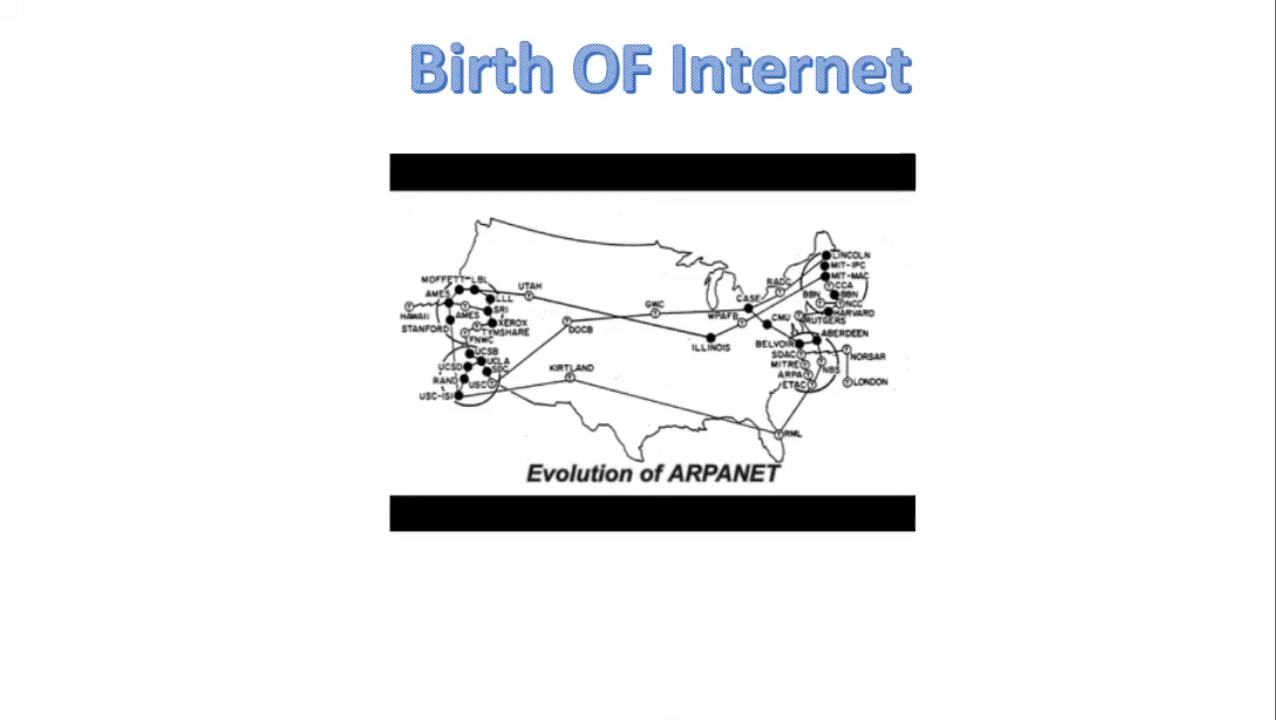 Birth OF Internet
LINCOLN
MIT-IPC
MIT-MAC
CCA
BBN
BBN
NCC
HARVARD
RUTGERS
ABERDEEN
RADC
CASE
WPAFB
CMU
BELVOIR
SDAC
NORSAR
MITRE
NBS
ARPA
ETAC
LONDON
MOFFETT
LBL
UTAH
AMES
LLL
HAWAII
AMES
SRI
STANFORD
XEROX
TYMSHARE
FNWC
GWC
DOCB
ILLINOIS
UCSB
UCLA
UCSD
SDC
RAND
USC
USC-ISI
KIRTLAND
RML
Evolution of ARPANET